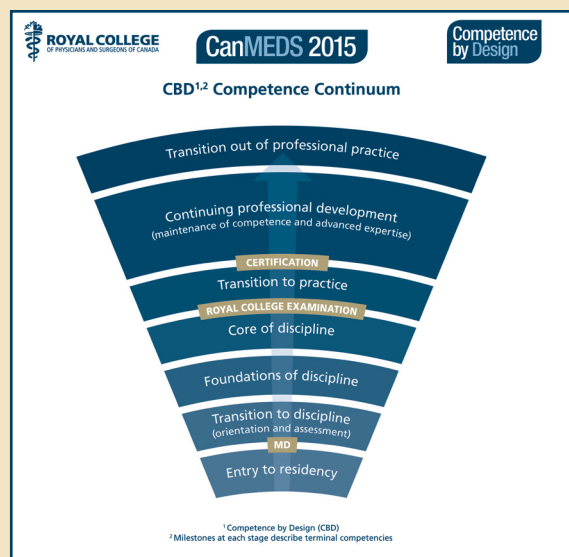 ROYAL COLLEGE
OF PHYSICIANS AND SURGEONS OF CANADA
CanMEDS 2015
Competence
by Design
CBD1,2 Competence Continuum
Transition out of professional practice
Continuing professional development
(maintenance of competence and advanced expertise)
CERTIFICATION
Transition to practice
ROYAL COLLEGE EXAMINATION
Core of discipline
Foundations of discipline
Transition to discipline
(orientation and assessment)
MD
Entry to residency
1 Competence by Design (CBD)
2 Milestones at each stage describe terminal competencies